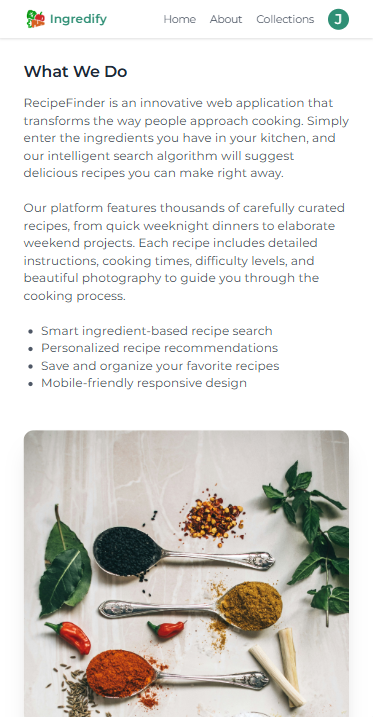 Ingredify
Home
About
Collections
J
What We Do
RecipeFinder is an innovative web application that
transforms the way people approach cooking. Simply
enter the ingredients you have in your kitchen, and
our intelligent search algorithm will suggest
delicious recipes you can make right away.
Our platform features thousands of carefully curated
recipes, from quick weeknight dinners to elaborate
weekend projects. Each recipe includes detailed
instructions, cooking times, difficulty levels, and
beautiful photography to guide you through the
cooking process.
Smart ingredient-based recipe search
Personalized recipe recommendations
Save and organize your favorite recipes
Mobile-friendly responsive design